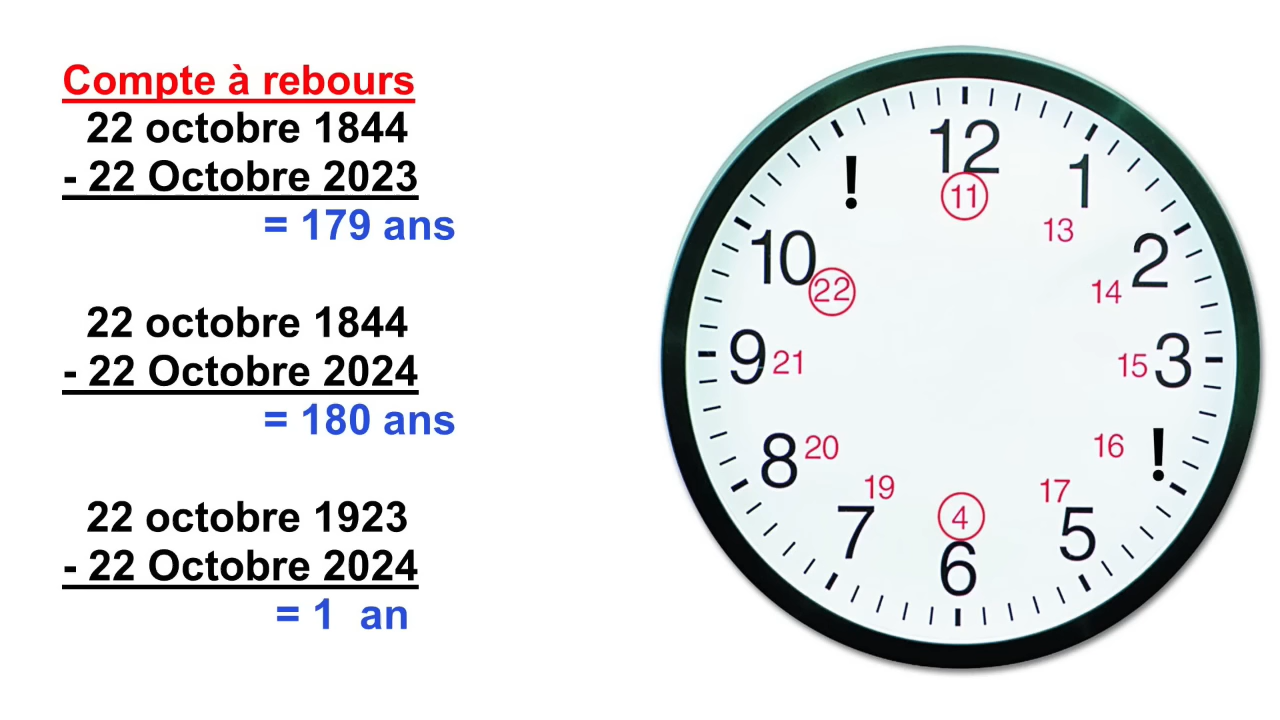 Compte à rebours
22 octobre 1844
- 22 Octobre 2023
= 179 ans
22 octobre 1844
- 22 Octobre 2024
= 180 ans
22 octobre 1923
- 22 Octobre 2024
= 1 an
12
11
!
1
13
10
22
2
14
9
21
15
3
8
20
16
!
19
17
7
4
5
6